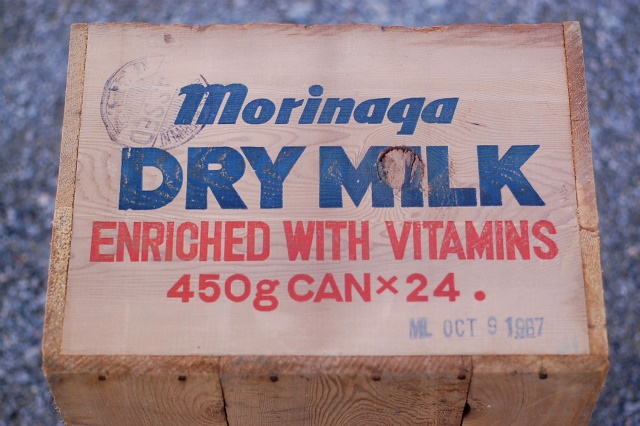 Morinaga
DRY MILK
ENRICHED WITH VITAMINS
450g CAN×24.
ML OCT 9 1967